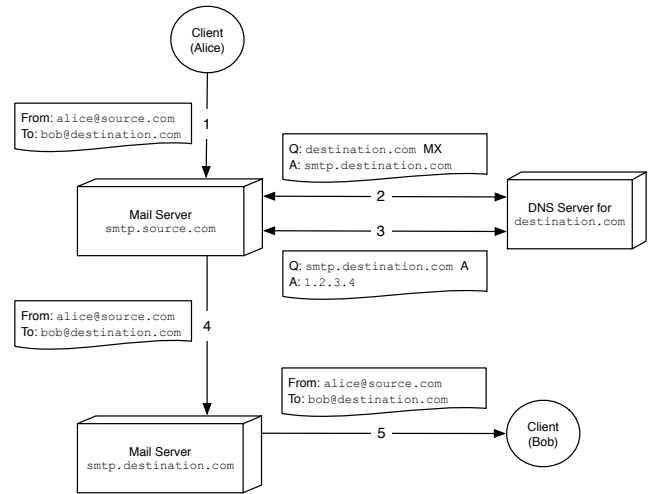 Client
(Alice)
From: alice@source.com
To: bob@destination.com
1
Q: destination.com MX
A: smtp.destination.com
Mail Server
smtp.source.com
2
3
DNS Server for
destination.com
Q: smtp.destination.com A
A: 1.2.3.4
From: alice@source.com
To: bob@destination.com
4
From: alice@source.com
To: bob@destination.com
Mail Server
smtp.destination.com
5
Client
(Bob)